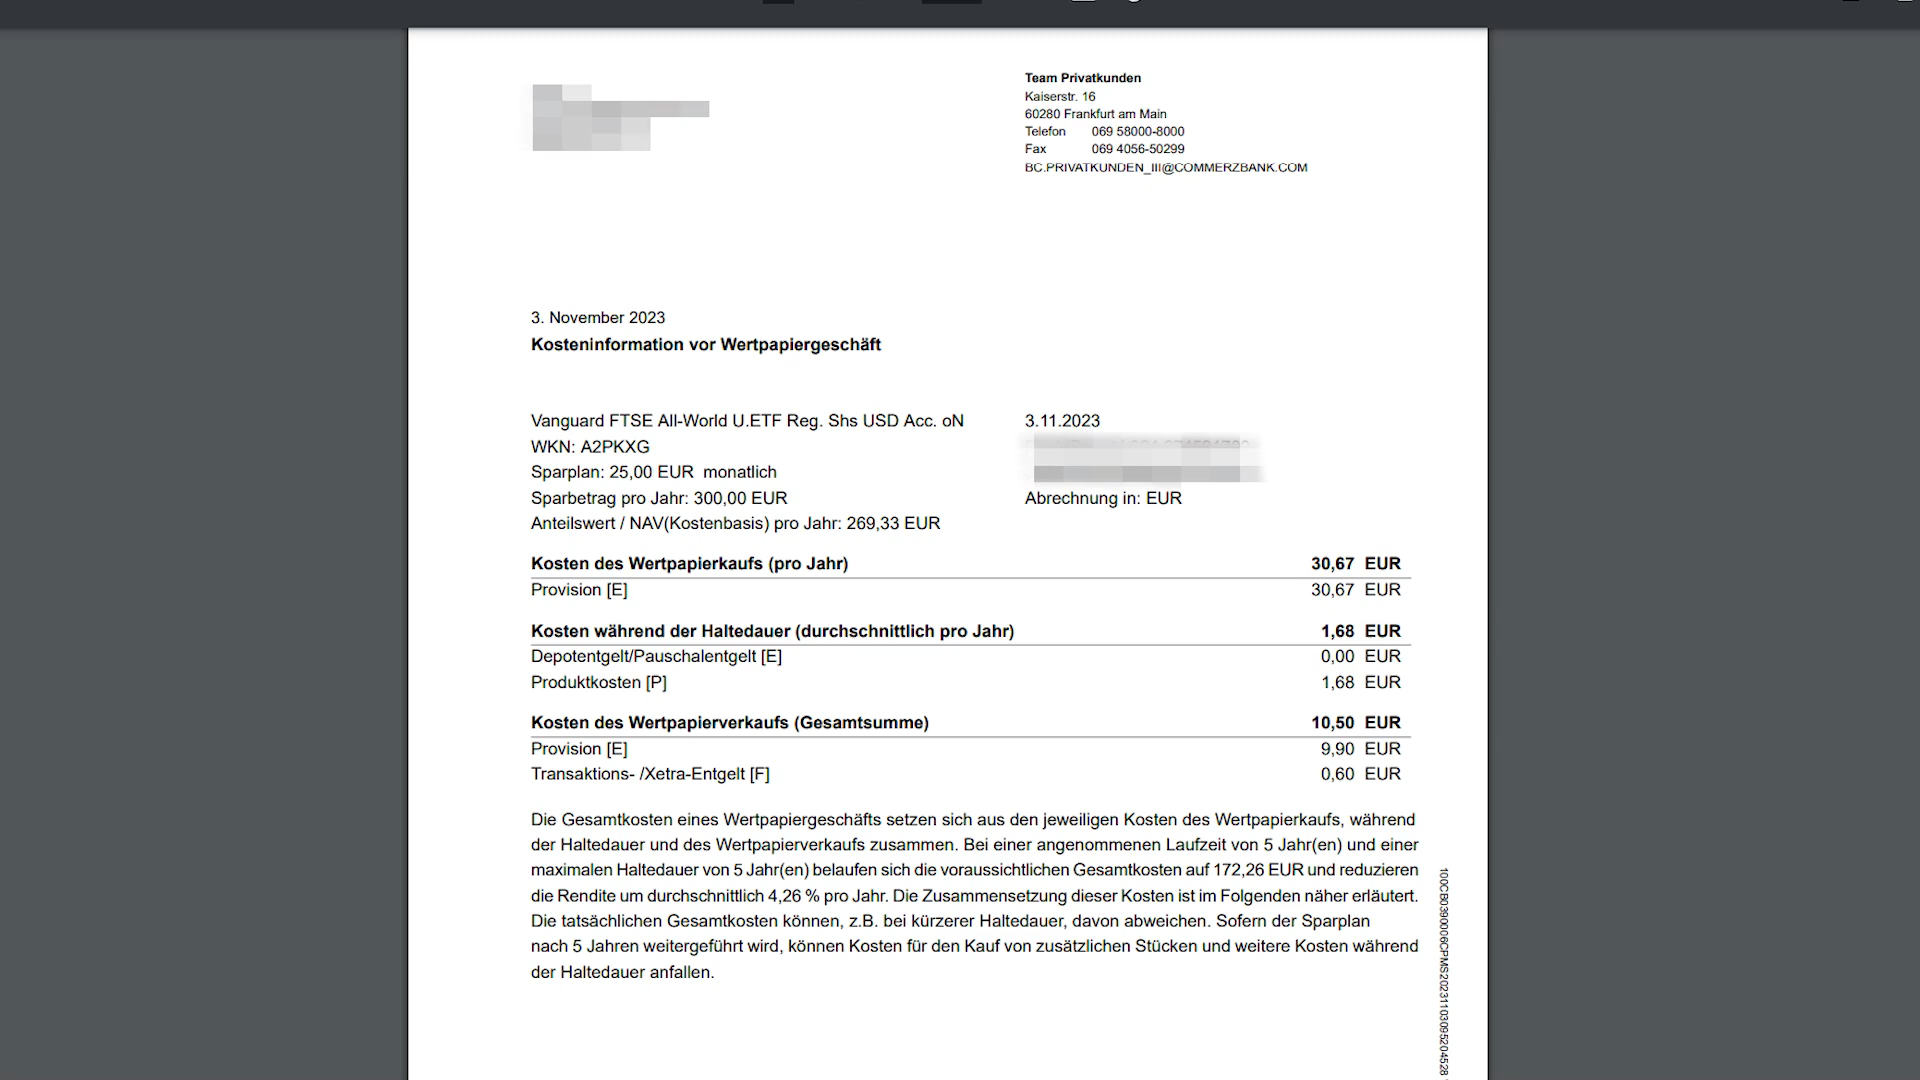 Team Privatkunden
Kaiserstr. 16
60280 Frankfurt am Main
Telefon 069 58000-8000
Fax 069 4056-50299
BC.PRIVATKUNDEN_III@COMMERZBANK.COM
3. November 2023
Kosteninformation vor Wertpapiergeschäft
Vanguard FTSE All-World U.ETF Reg. Shs USD Acc. oN 3.11.2023
WKN: A2PKXG
Sparplan: 25,00 EUR monatlich
Sparbetrag pro Jahr: 300,00 EUR Abrechnung in: EUR
Anteilswert / NAV(Kostenbasis) pro Jahr: 269,33 EUR
Kosten des Wertpapierkaufs (pro Jahr) 30,67 EUR
Provision [E] 30,67 EUR
Kosten während der Haltedauer (durchschnittlich pro Jahr) 1,68 EUR
Depotentgelt/Pauschalentgelt [E] 0,00 EUR
Produktkosten [P] 1,68 EUR
Kosten des Wertpapierverkaufs (Gesamtsumme) 10,50 EUR
Provision [E] 9,90 EUR
Transaktions- /Xetra-Entgelt [F] 0,60 EUR
Die Gesamtkosten eines Wertpapiergeschäfts setzen sich aus den jeweiligen Kosten des Wertpapierkaufs, während
der Haltedauer und des Wertpapierverkaufs zusammen. Bei einer angenommenen Laufzeit von 5 Jahr(en) und einer
maximalen Haltedauer von 5 Jahr(en) belaufen sich die voraussichtlichen Gesamtkosten auf 172,26 EUR und reduzieren
die Rendite um durchschnittlich 4,26 % pro Jahr. Die Zusammensetzung dieser Kosten ist im Folgenden näher erläutert.
Die tatsächlichen Gesamtkosten können, z.B. bei kürzerer Haltedauer, davon abweichen. Sofern der Sparplan
nach 5 Jahren weitergeführt wird, können Kosten für den Kauf von zusätzlichen Stücken und weitere Kosten während
der Haltedauer anfallen.
100CB0390006CPMS20231103095204528